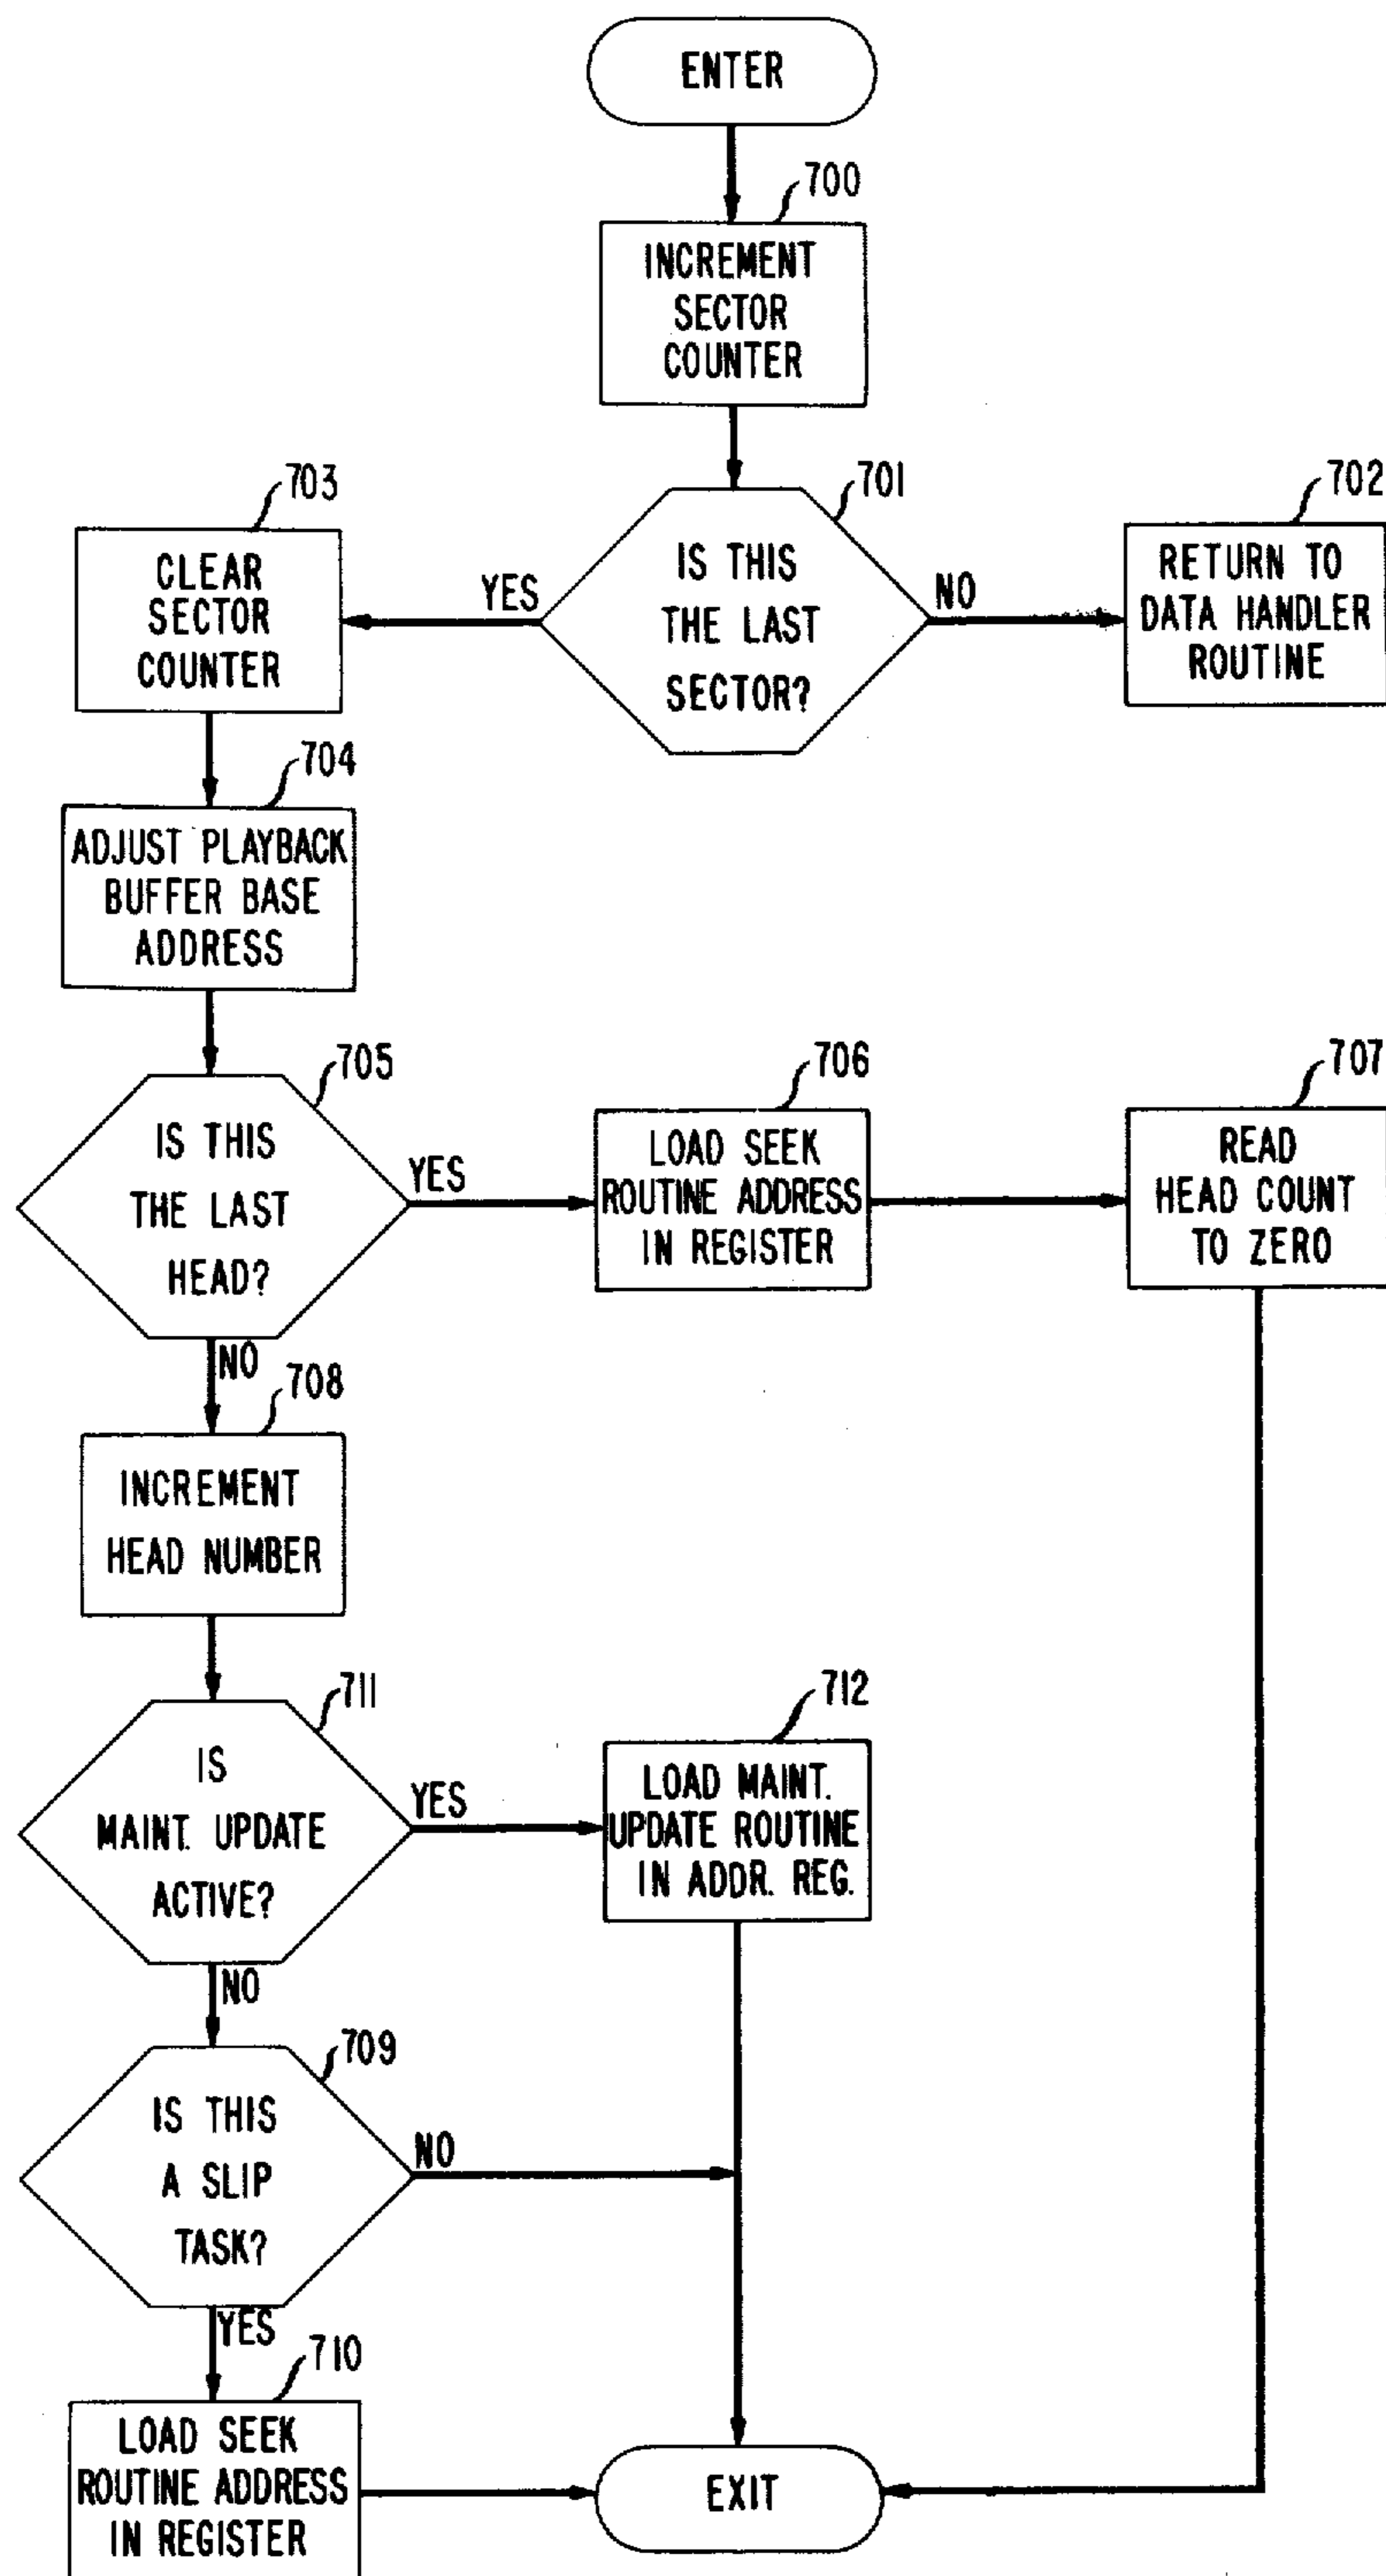 ENTER
700
INCREMENT
SECTOR
COUNTER
701
IS THIS
THE LAST
SECTOR?
YES
NO
703
CLEAR
SECTOR
COUNTER
702
RETURN TO
DATA HANDLER
ROUTINE
704
ADJUST PLAYBACK
BUFFER BASE
ADDRESS
705
IS THIS
THE LAST
HEAD?
YES
NO
706
LOAD SEEK
ROUTINE ADDRESS
IN REGISTER
707
READ
HEAD COUNT
TO ZERO
708
INCREMENT
HEAD NUMBER
711
IS
MAINT. UPDATE
ACTIVE?
YES
NO
712
LOAD MAINT.
UPDATE ROUTINE
IN ADDR. REG.
709
IS THIS
A SLIP
TASK?
NO
YES
710
LOAD SEEK
ROUTINE ADDRESS
IN REGISTER
EXIT